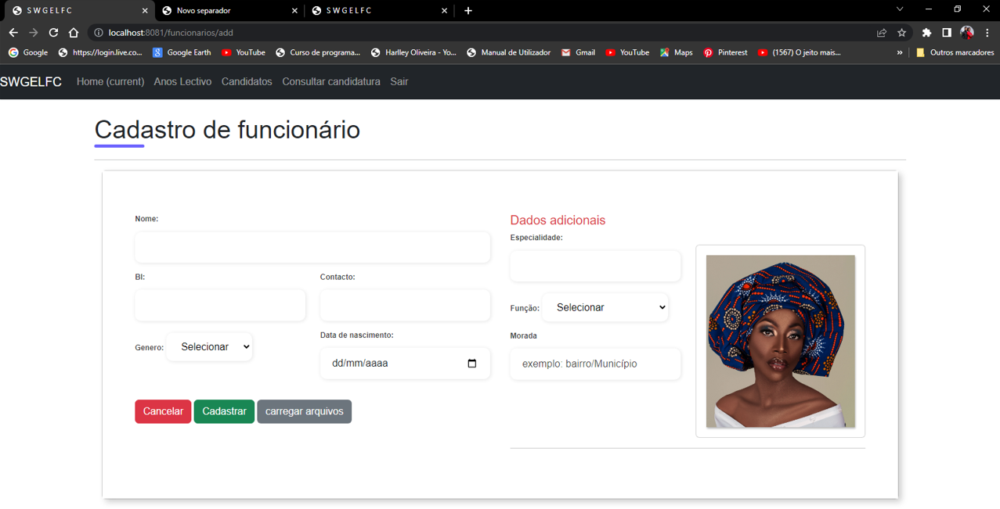 S W G E L F C
Novo separador
S W G E L F C
localhost:8081/funcionarios/add
Google https://login.live.co... Google Earth YouTube Curso de programa... Harlley Oliveira - Yo... Manual de Utilizador Gmail YouTube Maps Pinterest (1567) O jeito mais... » Outros marcadores
SWGELFC Home (current) Anos Lectivo Candidatos Consultar candidatura Sair
Cadastro de funcionário
Nome:
BI:
Contacto:
Genero: Selecionar
Data de nascimento:
dd/mm/aaaa
Cancelar Cadastrar carregar arquivos
Dados adicionais
Especialidade:
Função: Selecionar
Morada
exemplo: bairro/Município